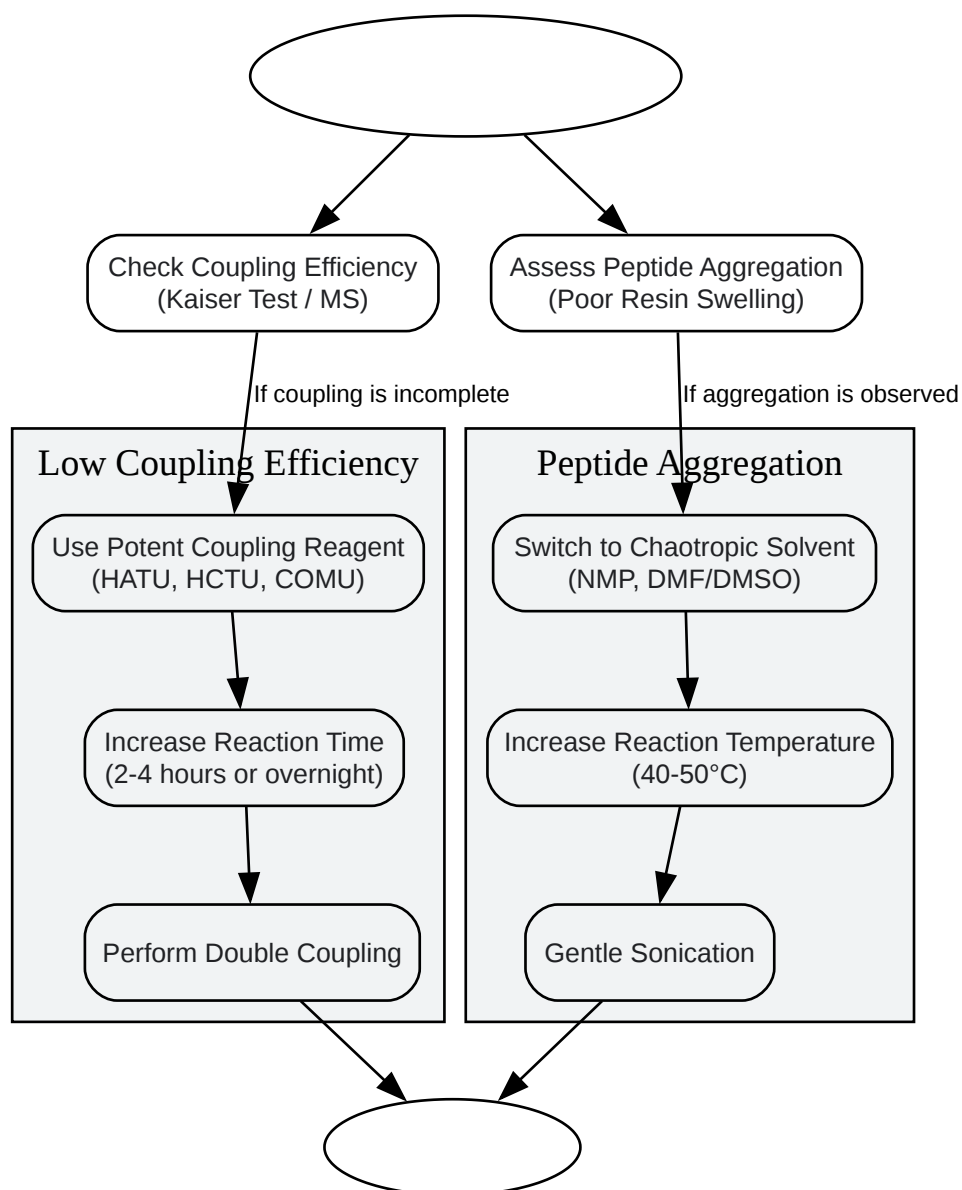 Check Coupling Efficiency
(Kaiser Test / MS)
Assess Peptide Aggregation
(Poor Resin Swelling)
If coupling is incomplete
If aggregation is observed
Low Coupling Efficiency
Use Potent Coupling Reagent
(HATU, HCTU, COMU)
Increase Reaction Time
(2-4 hours or overnight)
Perform Double Coupling
Peptide Aggregation
Switch to Chaotropic Solvent
(NMP, DMF/DMSO)
Increase Reaction Temperature
(40-50°C)
Gentle Sonication